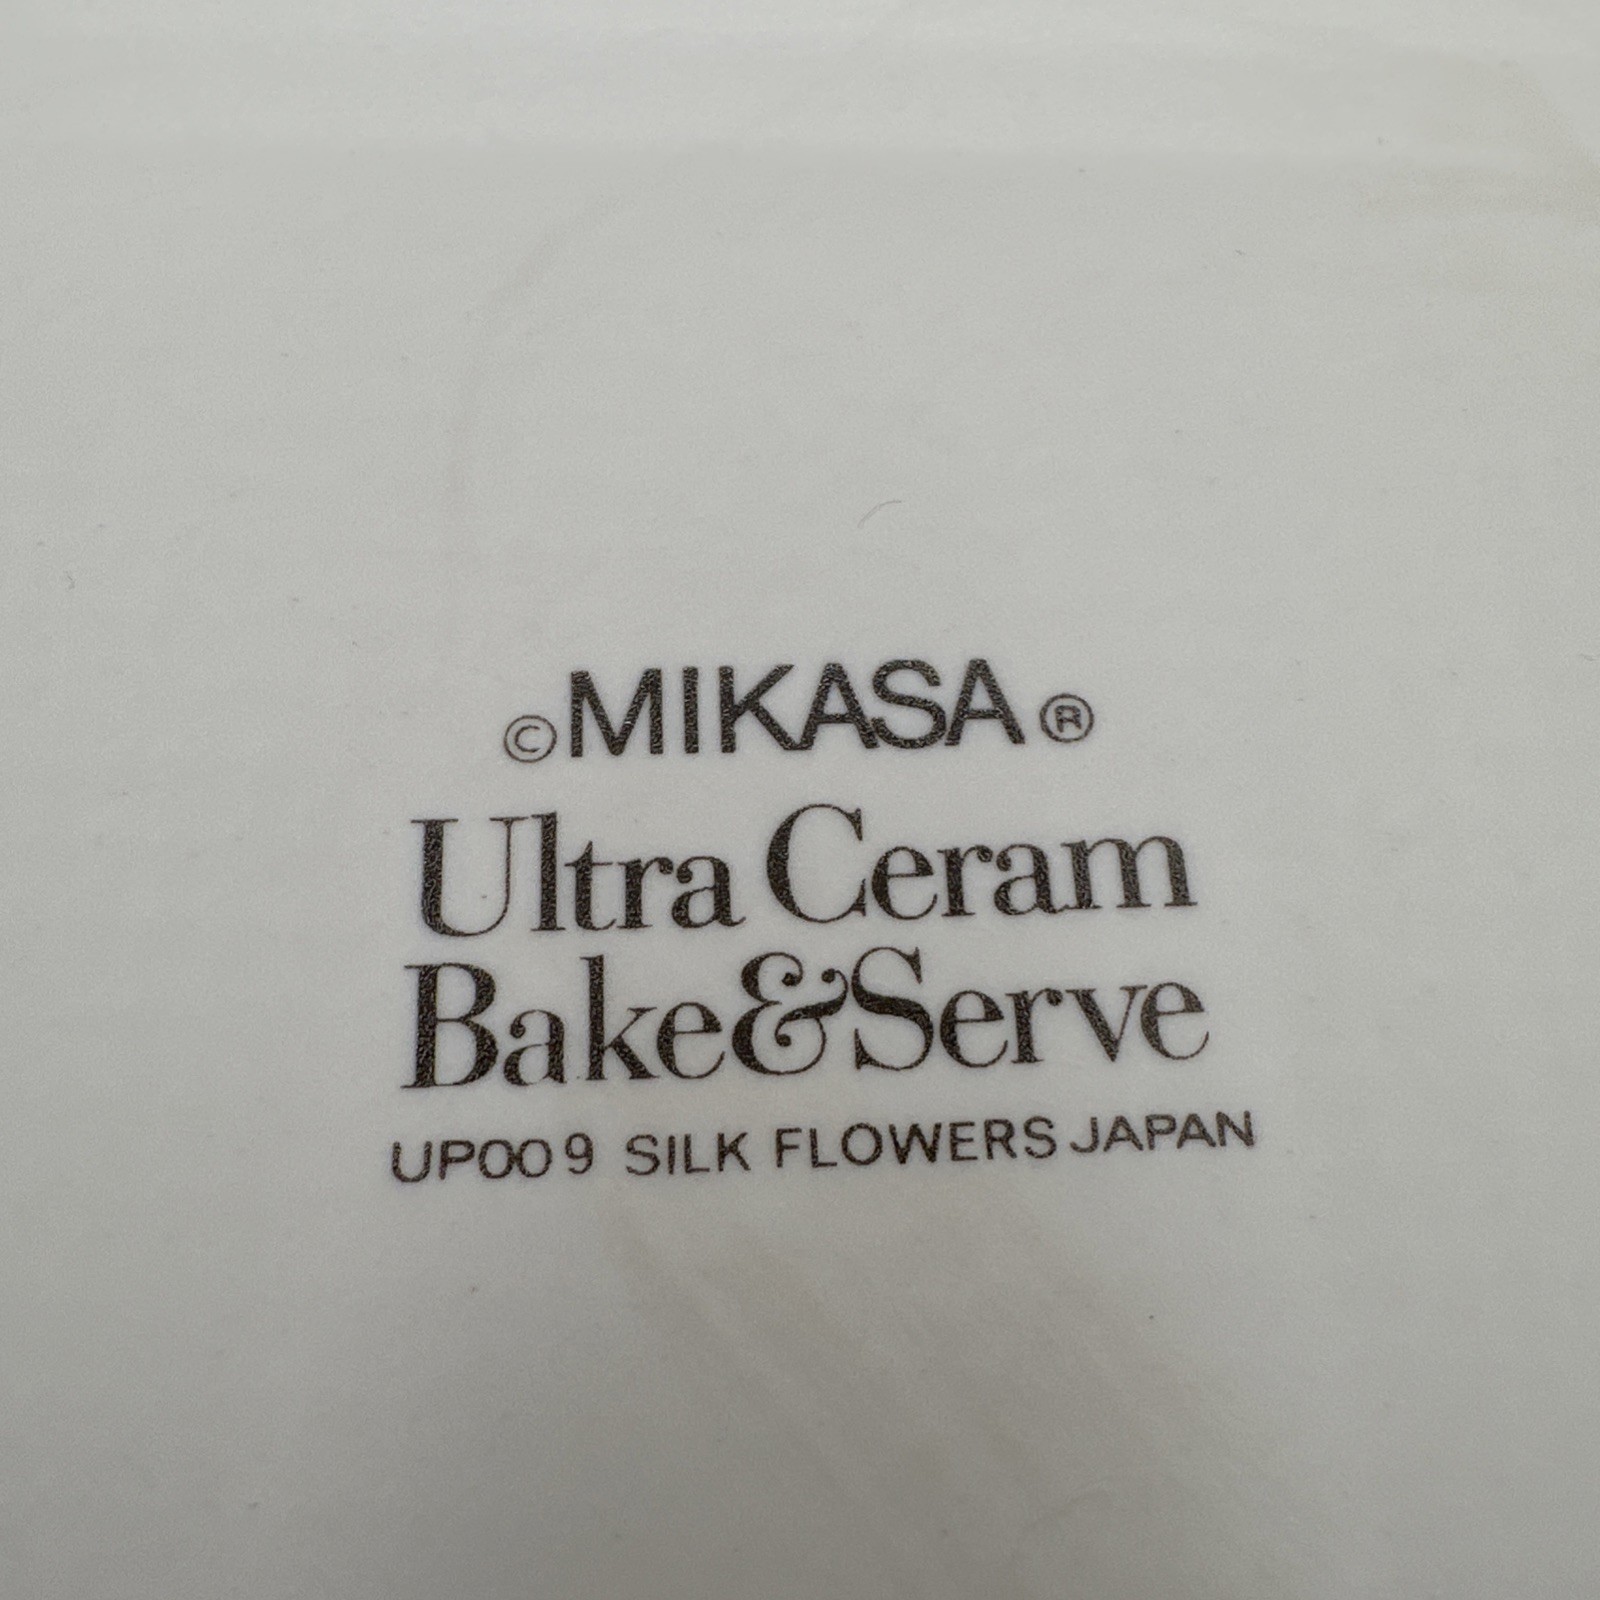 ©MIKASA®
Ultra Ceram
Bake&Serve
UP009 SILK FLOWERS JAPAN